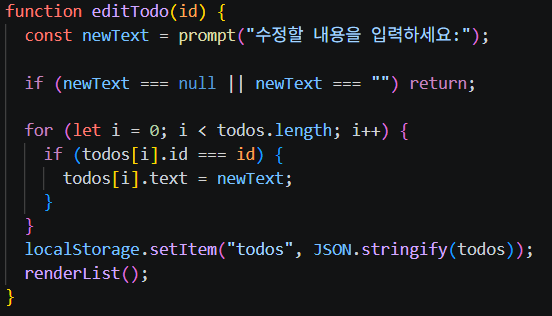 function editTodo(id) {
  const newText = prompt("수정할 내용을 입력하세요:");

  if (newText === null || newText === "") return;

  for (let i = 0; i < todos.length; i++) {
    if (todos[i].id === id) {
      todos[i].text = newText;
    }
  }
  localStorage.setItem("todos", JSON.stringify(todos));
  renderList();
}